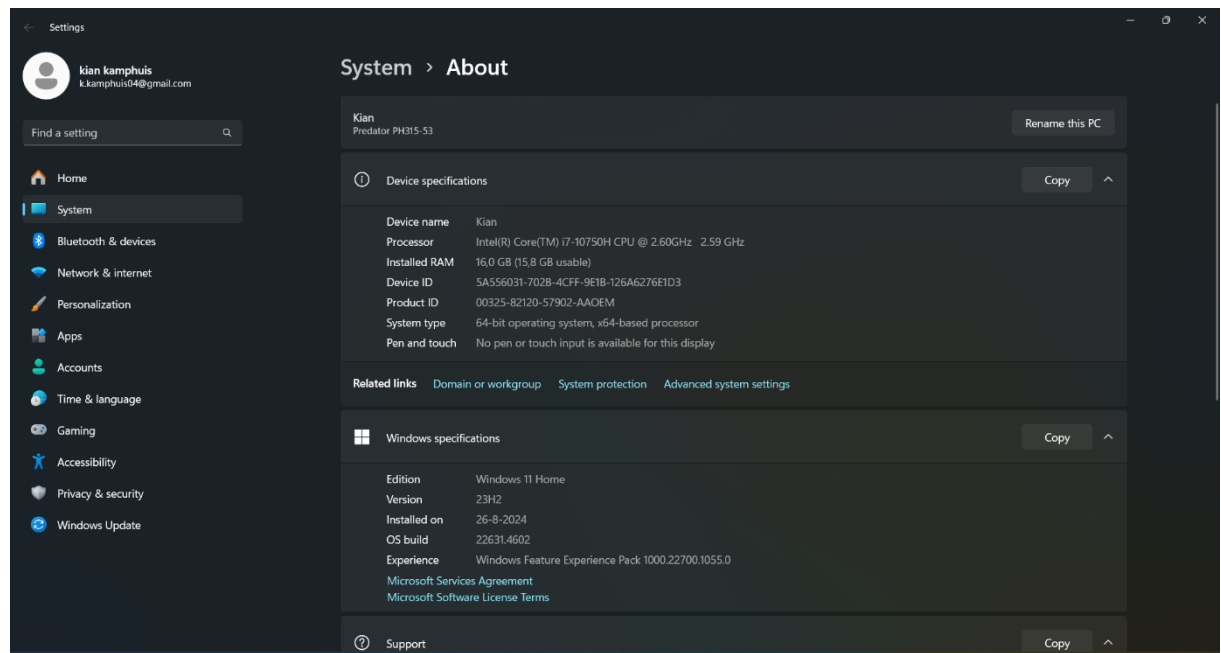 Settings
kian kamphuis
k.kamphuis04@gmail.com
Find a setting
Home
System
Bluetooth & devices
Network & internet
Personalization
Apps
Accounts
Time & language
Gaming
Accessibility
Privacy & security
Windows Update
System > About
Kian
Predator PH315-53
Rename this PC
Device specifications
Copy
Device name Kian
Processor Intel(R) Core(TM) i7-10750H CPU @ 2.60GHz 2.59 GHz
Installed RAM 16,0 GB (15,8 GB usable)
Device ID 5A556031-702B-4CFF-9E1B-126A6276E1D3
Product ID 00325-82120-57902-AAOEM
System type 64-bit operating system, x64-based processor
Pen and touch No pen or touch input is available for this display
Related links Domain or workgroup System protection Advanced system settings
Windows specifications
Copy
Edition Windows 11 Home
Version 23H2
Installed on 26-8-2024
OS build 22631.4602
Experience Windows Feature Experience Pack 1000.22700.1055.0
Microsoft Services Agreement
Microsoft Software License Terms
Support
Copy